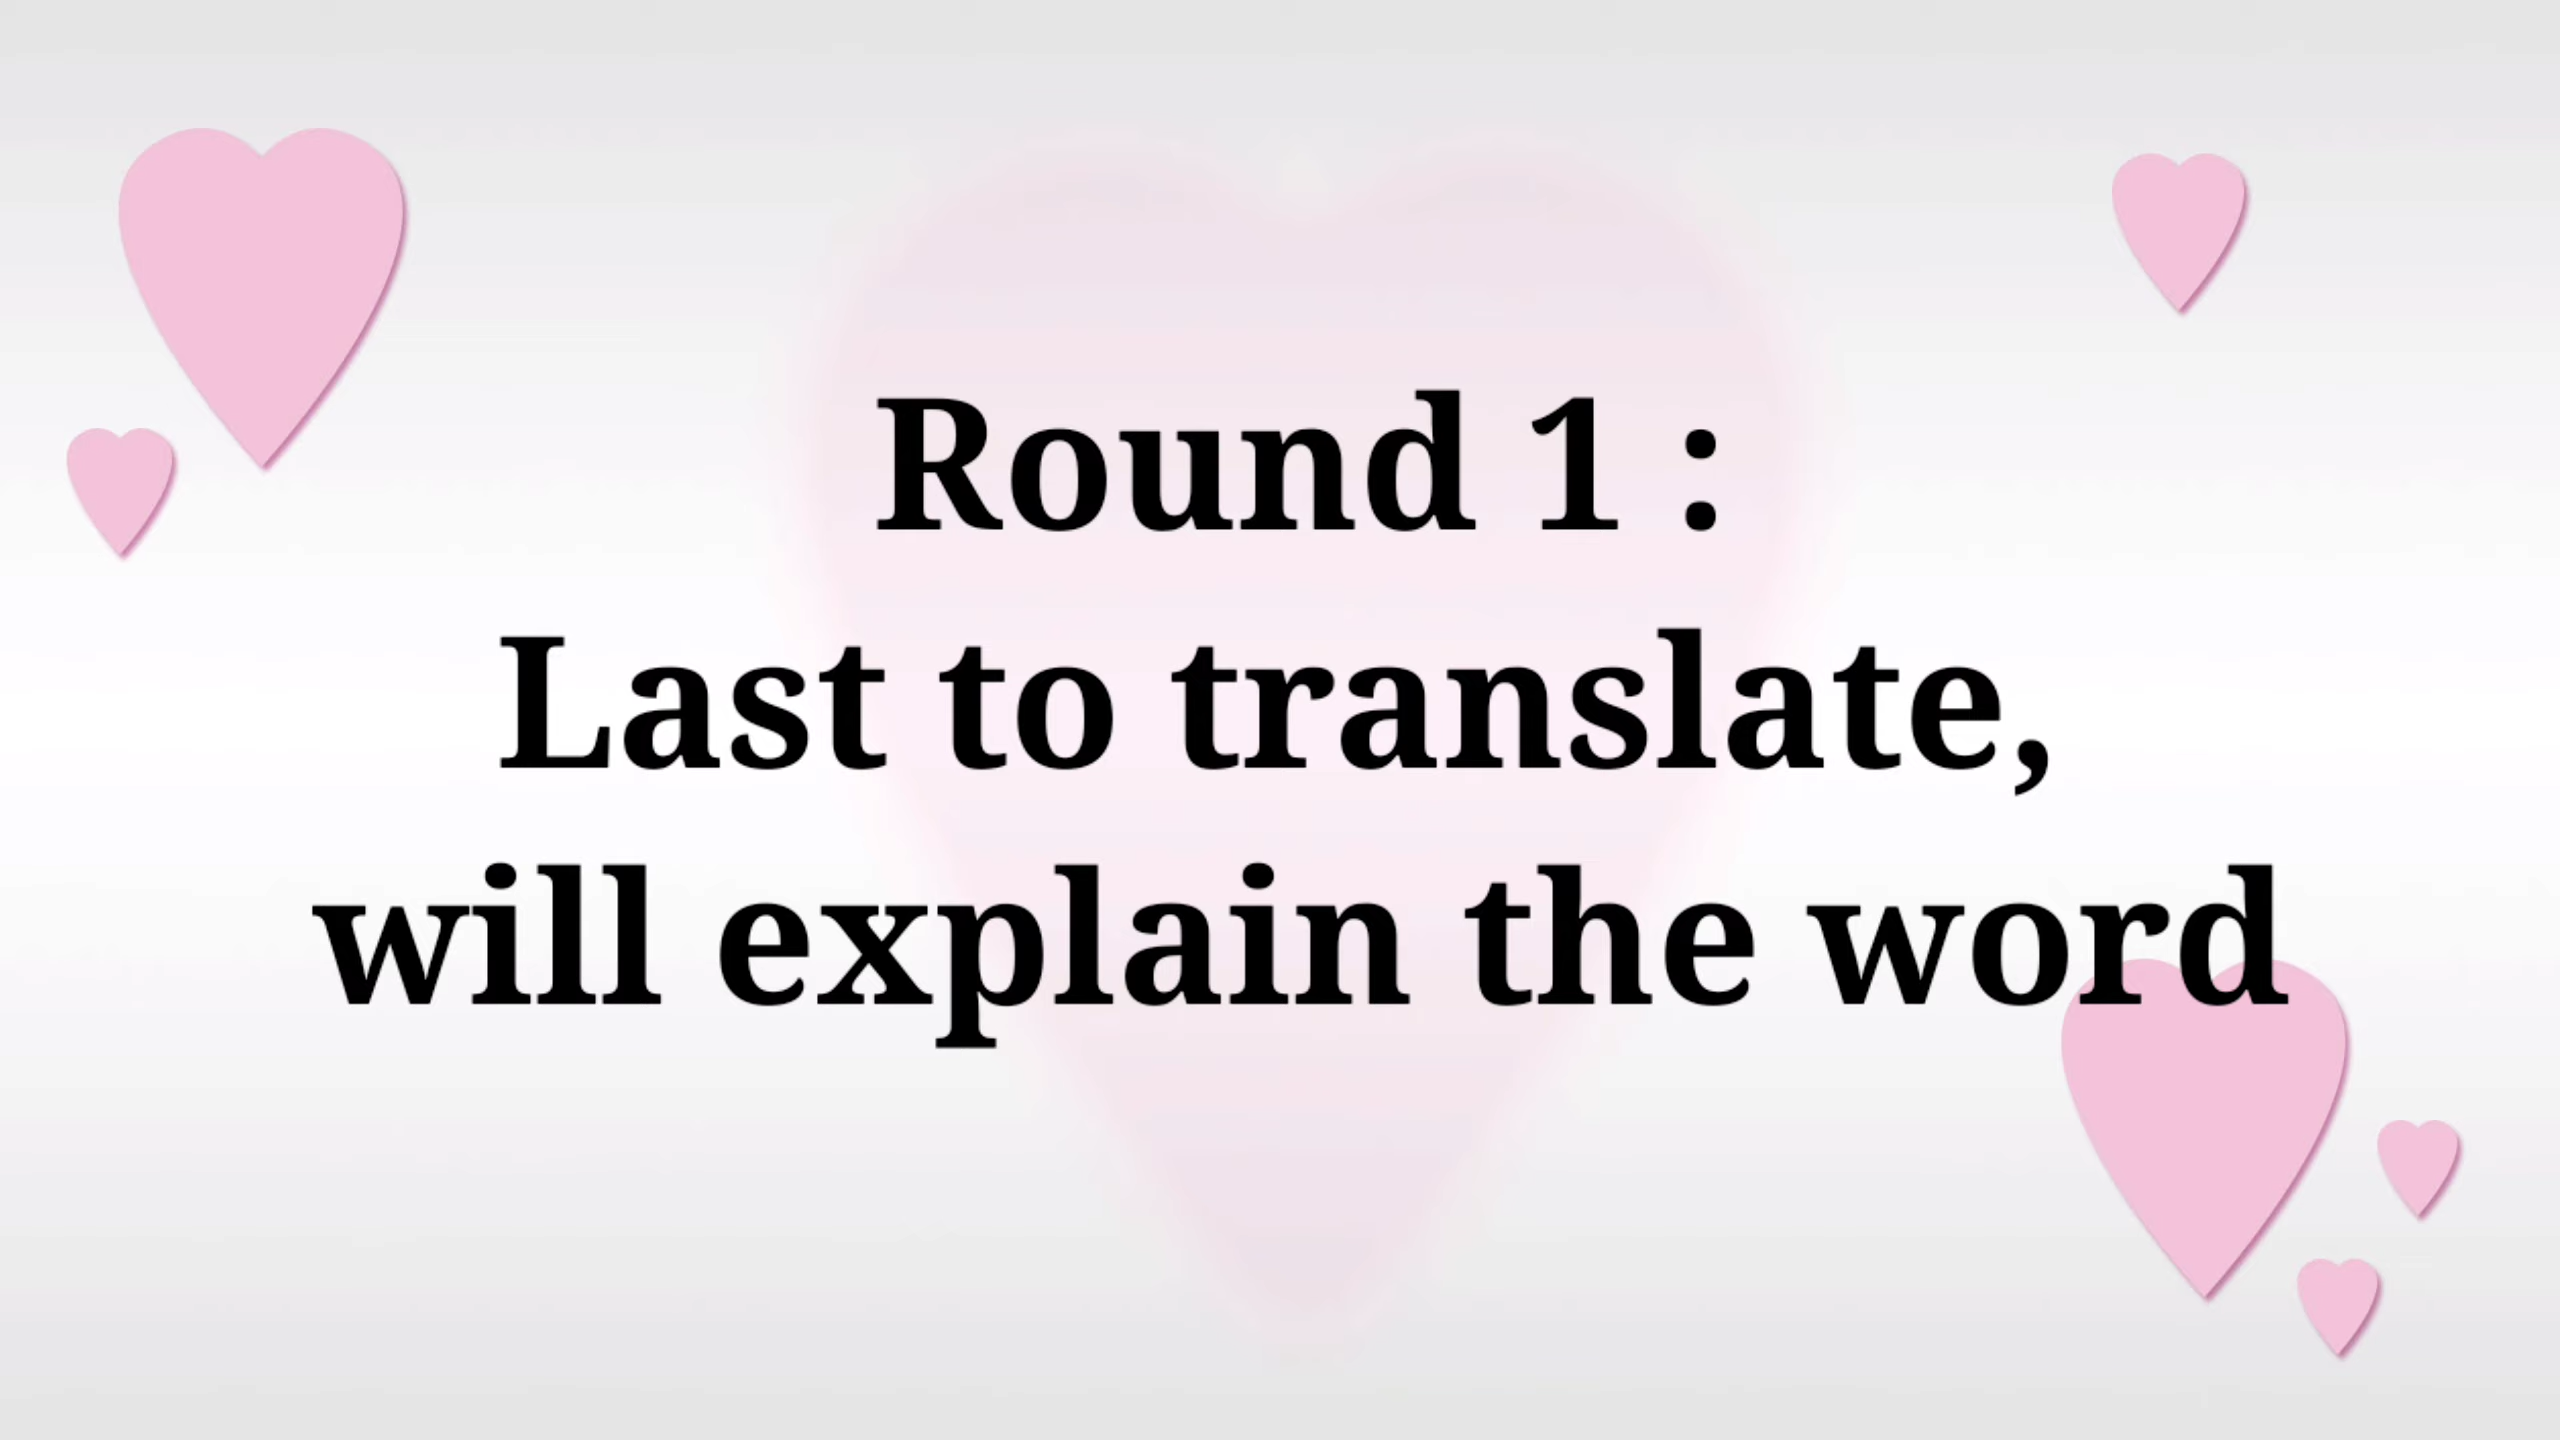 Round 1 :
Last to translate,
will explain the word